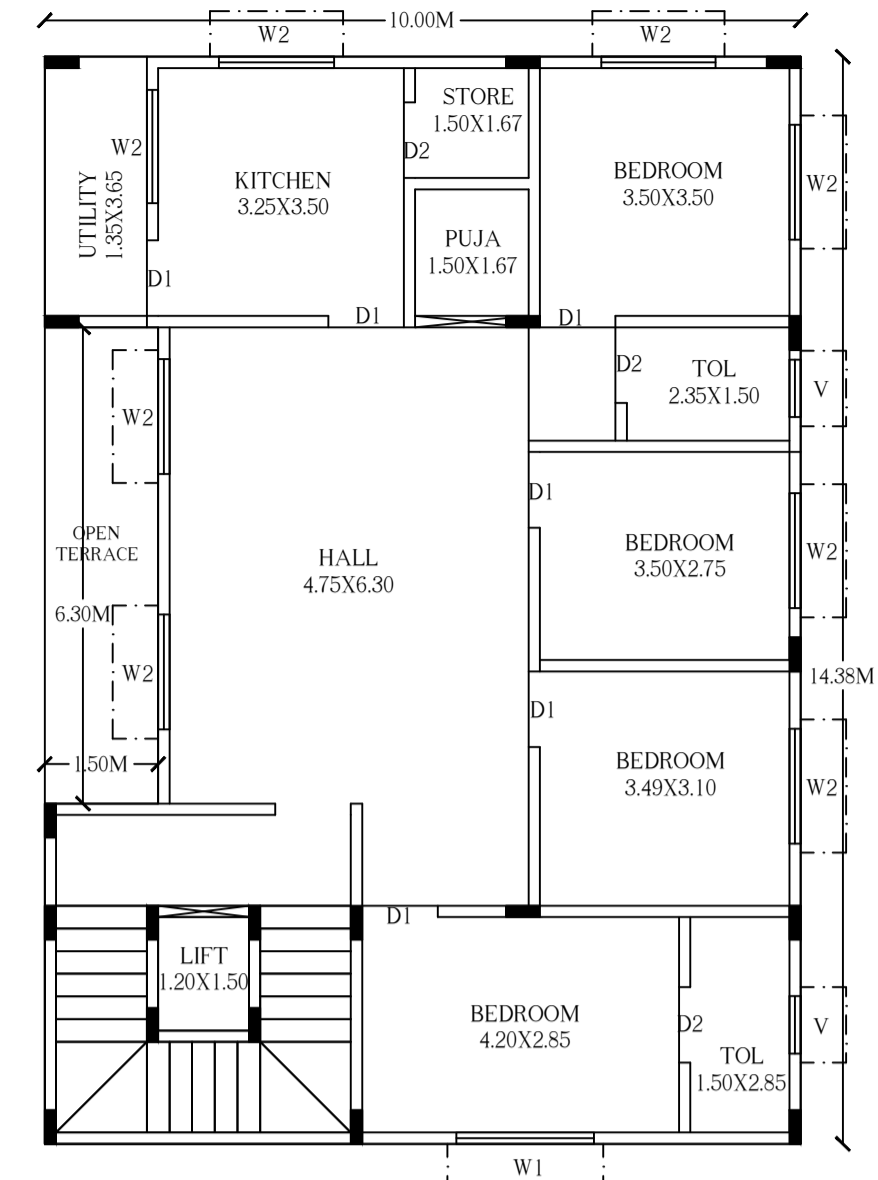 10.00M
W2
W2
STORE
1.50X1.67
W2
D2
KITCHEN
3.25X3.50
BEDROOM
3.50X3.50
W2
UTILITY
1.35X3.65
PUJA
1.50X1.67
D1
D1
D1
D2
TOL
2.35X1.50
V
W2
D1
OPEN
TERRACE
HALL
4.75X6.30
BEDROOM
3.50X2.75
W2
6.30M
W2
14.38M
D1
1.50M
BEDROOM
3.49X3.10
W2
D1
LIFT
1.20X1.50
BEDROOM
4.20X2.85
D2
V
TOL
1.50X2.85
W1